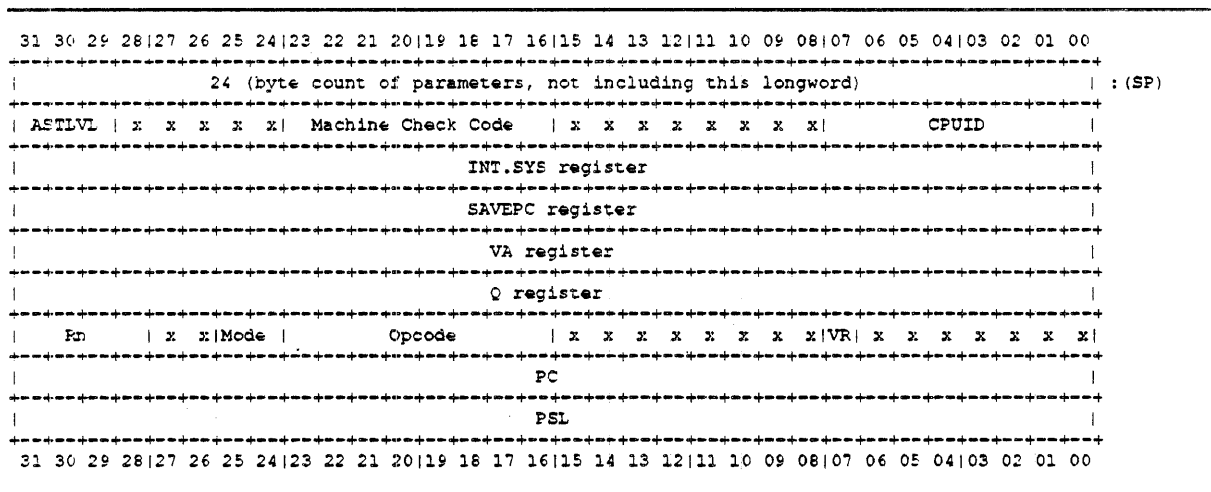 31 30 29 28|27 26 25 24|23 22 21 20|19 18 17 16|15 14 13 12|11 10 09 08|07 06 05 04|03 02 01 00
24 (byte count of parameters, not including this longword) | :(SP)
| ASTLVL | x x x x x| Machine Check Code | x x x x x x x x| CPUID |
| INT.SYS register |
| SAVEPC register |
| VA register |
| Q register |
| Rn | x x|Mode | Opcode | x x x x x x x x|VR| x x x x x x x|
| PC |
| PSL |
31 30 29 28|27 26 25 24|23 22 21 20|19 18 17 16|15 14 13 12|11 10 09 08|07 06 05 04|03 02 01 00